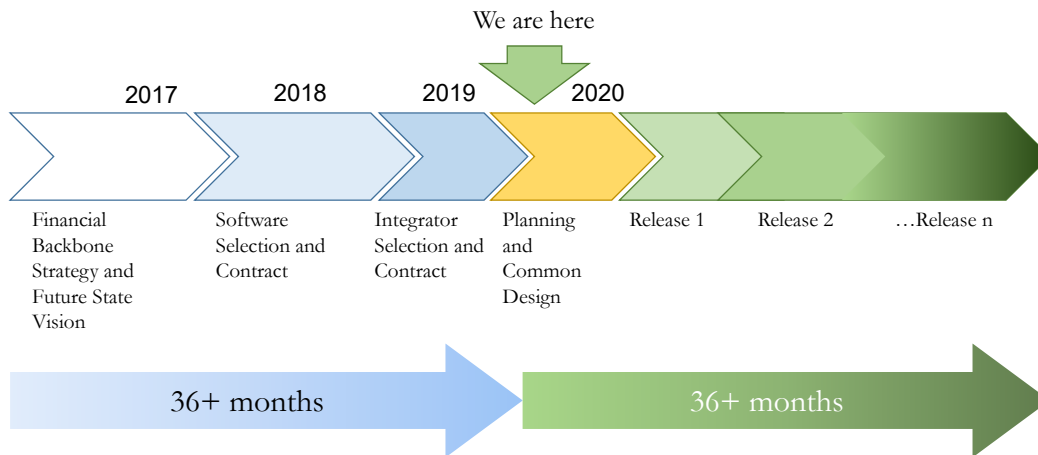 We are here
2017
2018
2019
2020
Financial
Backbone
Strategy and
Future State
Vision
Software
Selection and
Contract
Integrator
Selection and
Contract
Planning
and
Common
Design
Release 1
Release 2
…Release n
36+ months
36+ months